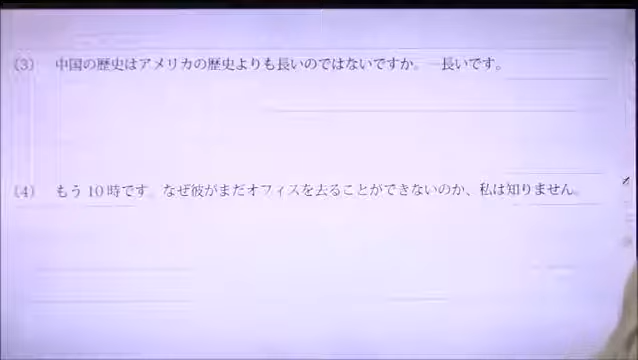 (3) 中国の歴史はアメリカの歴史よりも長いのではないですか。―長いです。
(4) もう 10 時です。なぜ彼がまだオフィスを去ることができないのか、私は知りません。